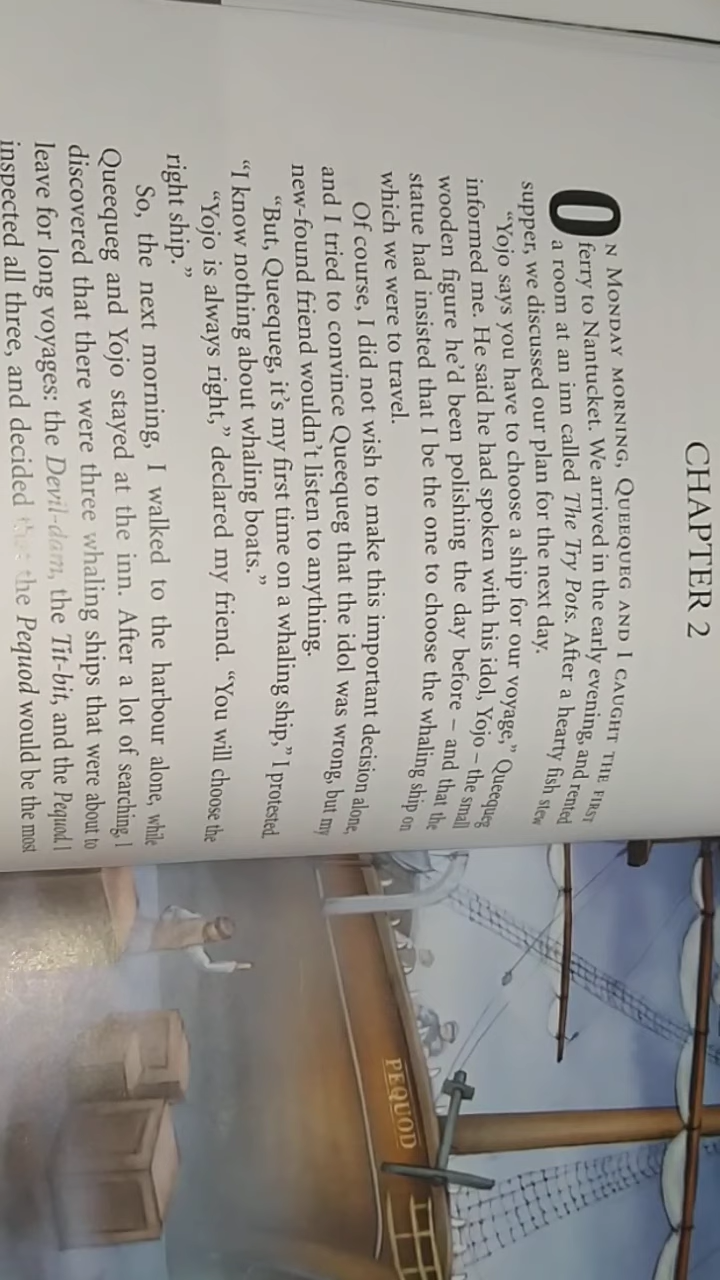 CHAPTER 2
ON MONDAY MORNING, QUEEQUEG AND I CAUGHT THE FIRST
ferry to Nantucket. We arrived in the early evening, and rented
a room at an inn called The Try Pots. After a hearty fish stew
supper, we discussed our plan for the next day.
“Yojo says you have to choose a ship for our voyage,” Queequeg
informed me. He said he had spoken with his idol, Yojo – the small
wooden figure he’d been polishing the day before – and that the
statue had insisted that I be the one to choose the whaling ship on
which we were to travel.
Of course, I did not wish to make this important decision alone,
and I tried to convince Queequeg that the idol was wrong, but my
new-found friend wouldn’t listen to anything.
“But, Queequeg, it’s my first time on a whaling ship,” I protested.
“I know nothing about whaling boats.”
“Yojo is always right,” declared my friend. “You will choose the
right ship.”
So, the next morning, I walked to the harbour alone, while
Queequeg and Yojo stayed at the inn. After a lot of searching, I
discovered that there were three whaling ships that were about to
leave for long voyages: the Devil-dam, the Tit-bit, and the Pequod. I
inspected all three, and decided that the Pequod would be the most
PEQUOD